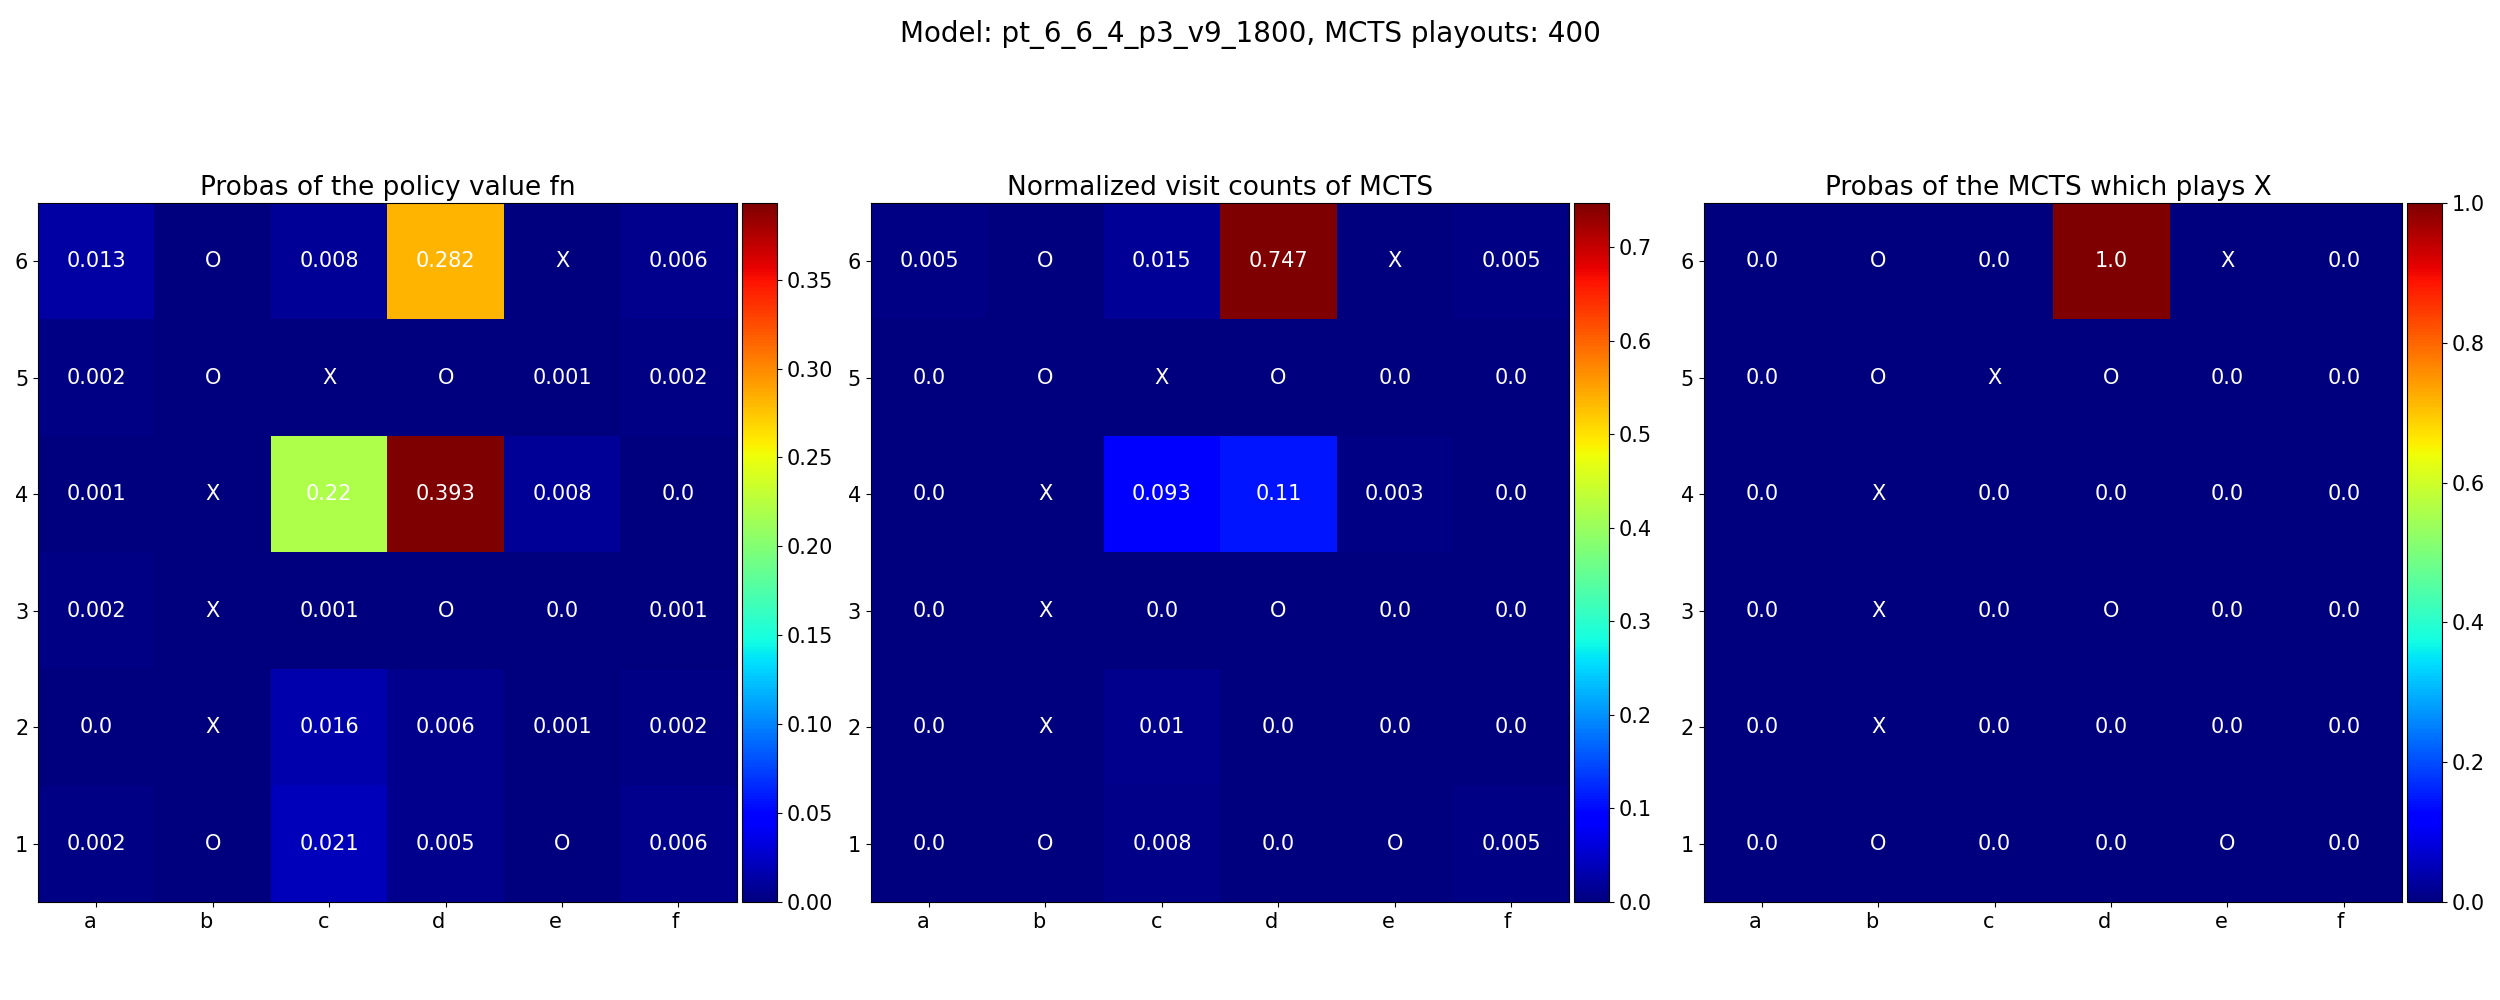 Model: pt_6_6_4_p3_v9_1800, MCTS playouts: 400
Probas of the policy value fn
6 0.013 O 0.008 0.282 X 0.006
5 0.002 O X O 0.001 0.002
4 0.001 X 0.22 0.393 0.008 0.0
3 0.002 X 0.001 O 0.0 0.001
2 0.0 X 0.016 0.006 0.001 0.002
1 0.002 O 0.021 0.005 O 0.006
a b c d e f
0.35
0.30
0.25
0.20
0.15
0.10
0.05
0.00
Normalized visit counts of MCTS
6 0.005 O 0.015 0.747 X 0.005
5 0.0 O X O 0.0 0.0
4 0.0 X 0.093 0.11 0.003 0.0
3 0.0 X 0.0 O 0.0 0.0
2 0.0 X 0.01 0.0 0.0 0.0
1 0.0 O 0.008 0.0 O 0.005
a b c d e f
0.7
0.6
0.5
0.4
0.3
0.2
0.1
0.0
Probas of the MCTS which plays X
6 0.0 O 0.0 1.0 X 0.0
5 0.0 O X O 0.0 0.0
4 0.0 X 0.0 0.0 0.0 0.0
3 0.0 X 0.0 O 0.0 0.0
2 0.0 X 0.0 0.0 0.0 0.0
1 0.0 O 0.0 0.0 O 0.0
a b c d e f
1.0
0.8
0.6
0.4
0.2
0.0